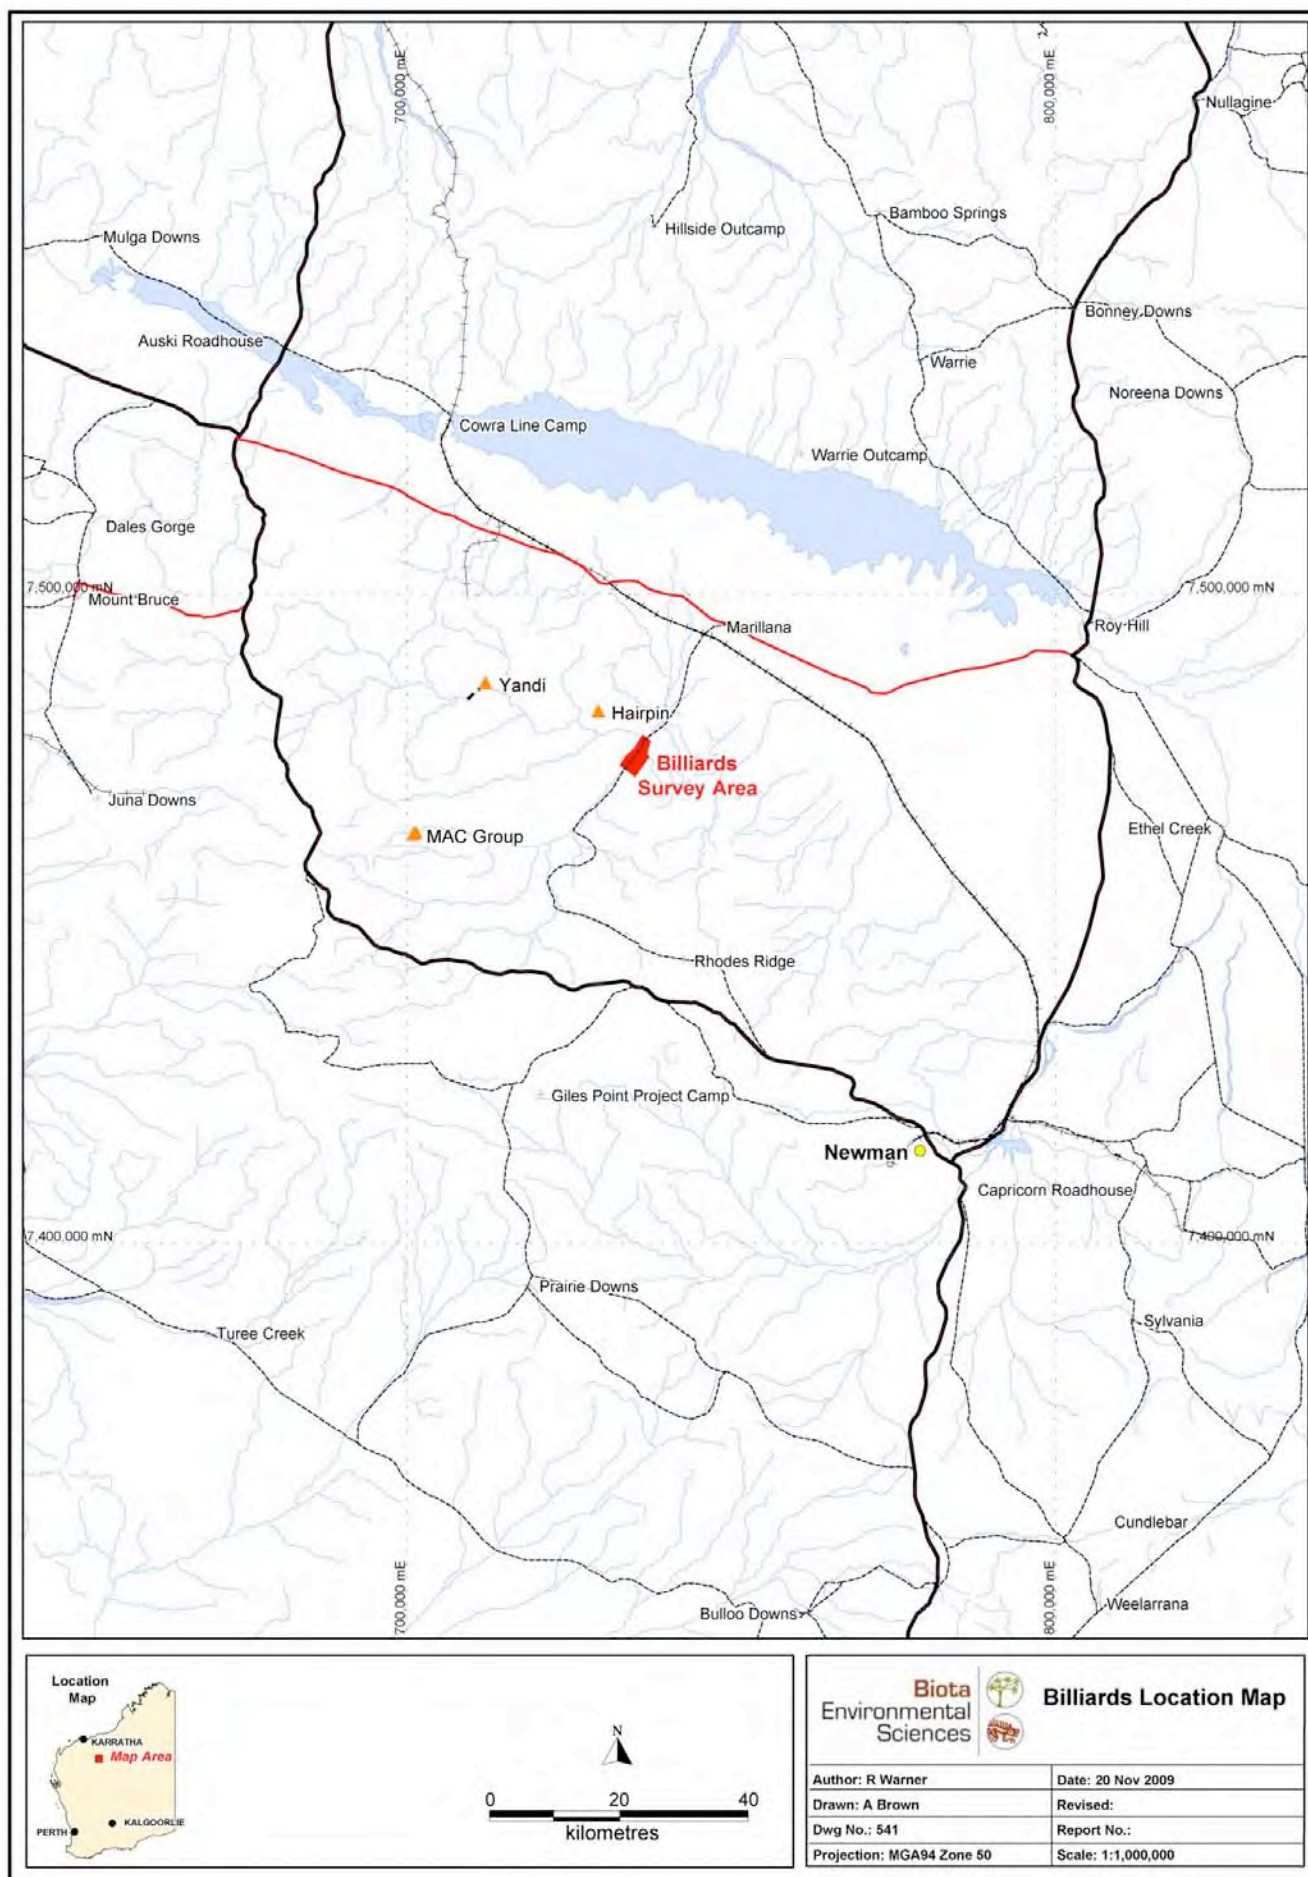 700,000 mE
800,000 mE
Nullagine
Bamboo Springs
Hillside Outcamp
Mulga Downs
Bonney Downs
Auski Roadhouse
Warrie
Noreena Downs
Cowra Line Camp
Warrie Outcamp
Dales Gorge
7,500,000 mN
7,500,000 mN
Mount Bruce
Marillana
Roy Hill
Yandi
Hairpin
Billiards
Survey Area
Juna Downs
MAC Group
Ethel Creek
Rhodes Ridge
Giles Point Project Camp
Newman
Capricorn Roadhouse
7,400,000 mN
7,400,000 mN
Prairie Downs
Turee Creek
Sylvania
Cundlebar
700,000 mE
800,000 mE
Bulloo Downs
Weelarrana
Location
Map
KARRATHA
Map Area
KALGOORLIE
PERTH
N
0 20 40
kilometres
Biota
Environmental
Sciences
Billiards Location Map
Author: R Warner
Date: 20 Nov 2009
Drawn: A Brown
Revised:
Dwg No.: 541
Report No.:
Projection: MGA94 Zone 50
Scale: 1:1,000,000